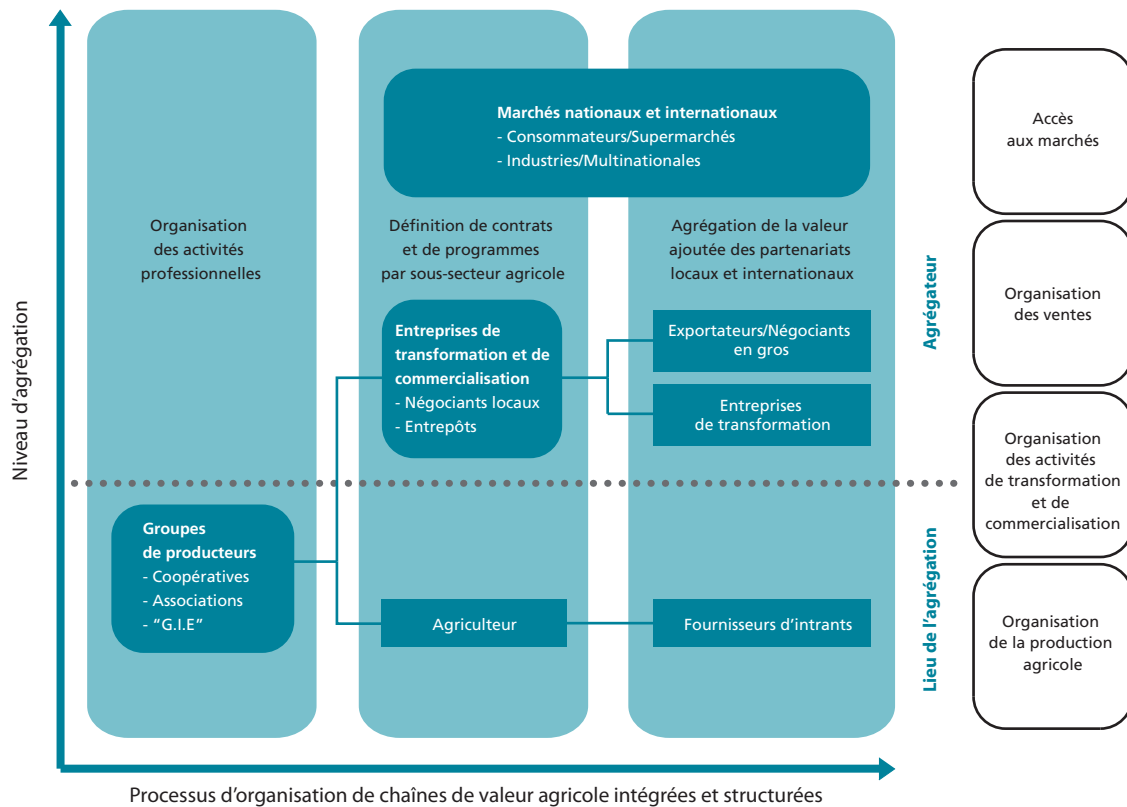 Marchés nationaux et internationaux
- Consommateurs/Supermarchés
- Industries/Multinationales
Organisation
des activités
professionnelles
Définition de contrats
et de programmes
par sous-secteur agricole
Agrégation de la valeur
ajoutée des partenariats
locaux et internationaux
Entreprises de
transformation et de
commercialisation
- Négociants locaux
- Entrepôts
Exportateurs/Négociants
en gros
Entreprises
de transformation
Groupes
de producteurs
- Coopératives
- Associations
- “G.I.E”
Agriculteur
Fournisseurs d’intrants
Niveau d’agrégation
Agrégateur
Lieu de l’agrégation
Accès
aux marchés
Organisation
des ventes
Organisation
des activités
de transformation
et de
commercialisation
Organisation
de la production
agricole
Processus d’organisation de chaînes de valeur agricole intégrées et structurées